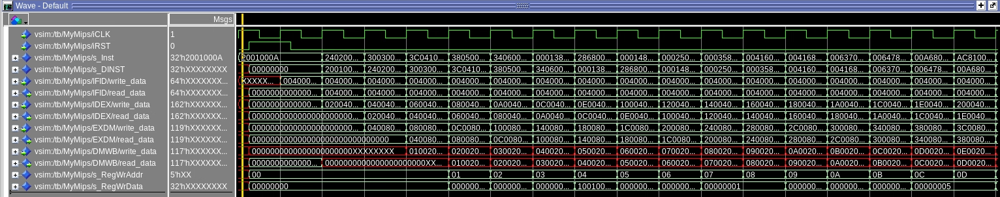 Wave - Default
Msgs
vsim:/tb/MyMips/iCLK 1
vsim:/tb/MyMips/iRST 0
vsim:/tb/MyMips/s_Inst 32'h2001000A 2001000A 240200... 300300... 3C0410... 380500... 340600... 000138... 286800... 000148... 000250... 000358... 004160... 004168... 006370... 006478... 00A680... AC8100...
vsim:/tb/MyMips/s_DINST 32'hXXXXXXXX 00000000 200100... 240200... 300300... 3C0410... 380500... 340600... 000138... 286800... 000148... 000250... 000358... 004160... 004168... 006370... 006478... 00A680...
vsim:/tb/MyMips/IFID/write_data 64'hXXXXXXX... XXXXX... 004000... 004000... 004000... 004000... 004000... 004000... 004000... 004000... 004000... 004000... 004000... 004000... 004000... 004000... 004000... 004000... 004000...
vsim:/tb/MyMips/IFID/read_data 64'hXXXXXXX... 00000000000... 004000... 004000... 004000... 004000... 004000... 004000... 004000... 004000... 004000... 004000... 004000... 004000... 004000... 004000... 004000... 004000...
vsim:/tb/MyMips/IDEX/write_data 162'hXXXXXX... 00000000000... 020040... 040040... 060040... 080040... 0A0040... 0C0040... 0E0040... 100040... 120040... 140040... 160040... 180040... 1A0040... 1C0040... 1E0040... 200040...
vsim:/tb/MyMips/IDEX/read_data 162'hXXXXXX... 020040... 040040... 060040... 080040... 0A0040... 0C0040... 0E0040... 100040... 120040... 140040... 160040... 180040... 1A0040... 1C0040... 1E0040...
vsim:/tb/MyMips/EXDM/write_data 119'hXXXXXX... 040080... 080080... 0C0080... 100080... 140080... 180080... 1C0080... 200080... 240080... 280080... 2C0080... 300080... 340080... 380080... 3C0080...
vsim:/tb/MyMips/EXDM/read_data 119'hXXXXXX... 040080... 080080... 0C0080... 100080... 140080... 180080... 1C0080... 200080... 240080... 280080... 2C0080... 300080... 340080... 380080...
vsim:/tb/MyMips/DMWB/write_data 117'hXXXXXX... 010020... 020020... 030020... 040020... 050020... 060020... 070020... 080020... 090020... 0A0020... 0B0020... 0C0020... 0D0020... 0E0020...
vsim:/tb/MyMips/DMWB/read_data 117'hXXXXXX... 010020... 020020... 030020... 040020... 050020... 060020... 070020... 080020... 090020... 0A0020... 0B0020... 0C0020... 0D0020...
vsim:/tb/MyMips/s_RegWrAddr 5'hXX 00 01 02 03 04 05 06 07 08 09 0A 0B 0C 0D
vsim:/tb/MyMips/s_RegWrData 32'hXXXXXXXX 00000000 000000... 000000... 000000... 100100... 000000... 000000... 00000001 000000... 000000... 000000... 00000005